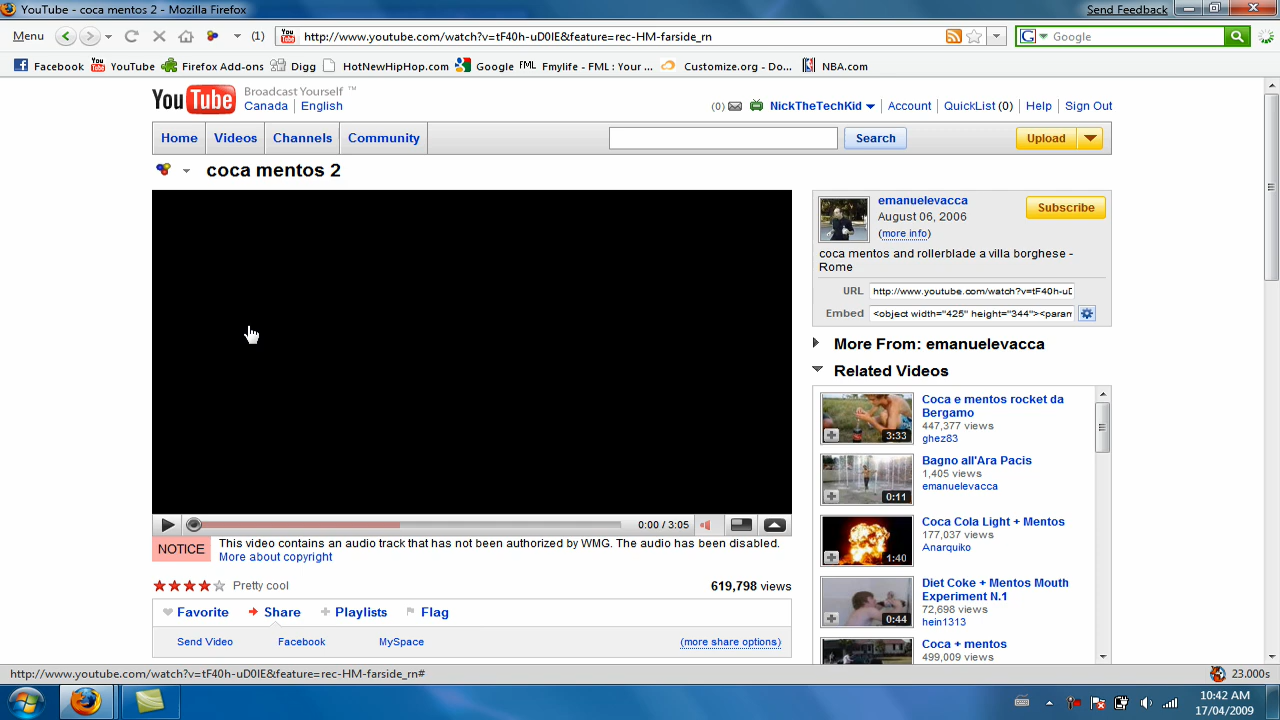 YouTube - coca mentos 2 - Mozilla Firefox
Send Feedback
Menu
(1)
http://www.youtube.com/watch?v=tF40h-uD0IE&feature=rec-HM-farside_rn
Google
Facebook YouTube Firefox Add-ons Digg HotNewHipHop.com Google FML Fmylife - FML : Your ... Customize.org - Do... NBA.com
YouTube
Broadcast Yourself ™
Canada English
(0) NickTheTechKid Account QuickList (0) Help Sign Out
Home Videos Channels Community
Search
Upload
coca mentos 2
emanuelevacca
August 06, 2006
(more info)
Subscribe
coca mentos and rollerblade a villa borghese -
Rome
URL http://www.youtube.com/watch?v=tF40h-uD
Embed <object width="425" height="344"><param
More From: emanuelevacca
Related Videos
3:33
Coca e mentos rocket da
Bergamo
447,377 views
ghez83
0:11
Bagno all'Ara Pacis
1,405 views
emanuelevacca
1:40
Coca Cola Light + Mentos
177,037 views
Anarquiko
0:44
Diet Coke + Mentos Mouth
Experiment N.1
72,698 views
hein1313
Coca + mentos
499,009 views
0:00 / 3:05
NOTICE
This video contains an audio track that has not been authorized by WMG. The audio has been disabled.
More about copyright
Pretty cool
619,798 views
Favorite Share Playlists Flag
Send Video Facebook MySpace (more share options)
http://www.youtube.com/watch?v=tF40h-uD0IE&feature=rec-HM-farside_rn#
23.000s
10:42 AM
17/04/2009